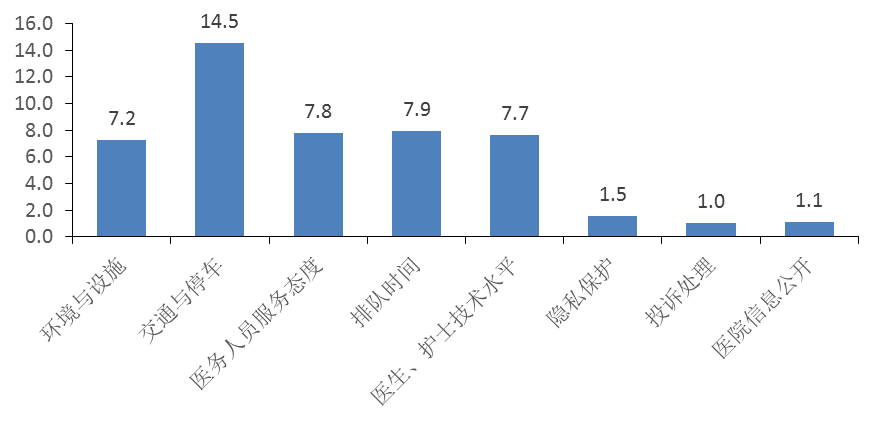 16.0
14.0
12.0
10.0
8.0
6.0
4.0
2.0
0.0
7.2
14.5
7.8
7.9
7.7
1.5
1.0
1.1
环境与设施
交通与停车
医务人员服务态度
排队时间
医生、护士技术水平
隐私保护
投诉处理
医院信息公开